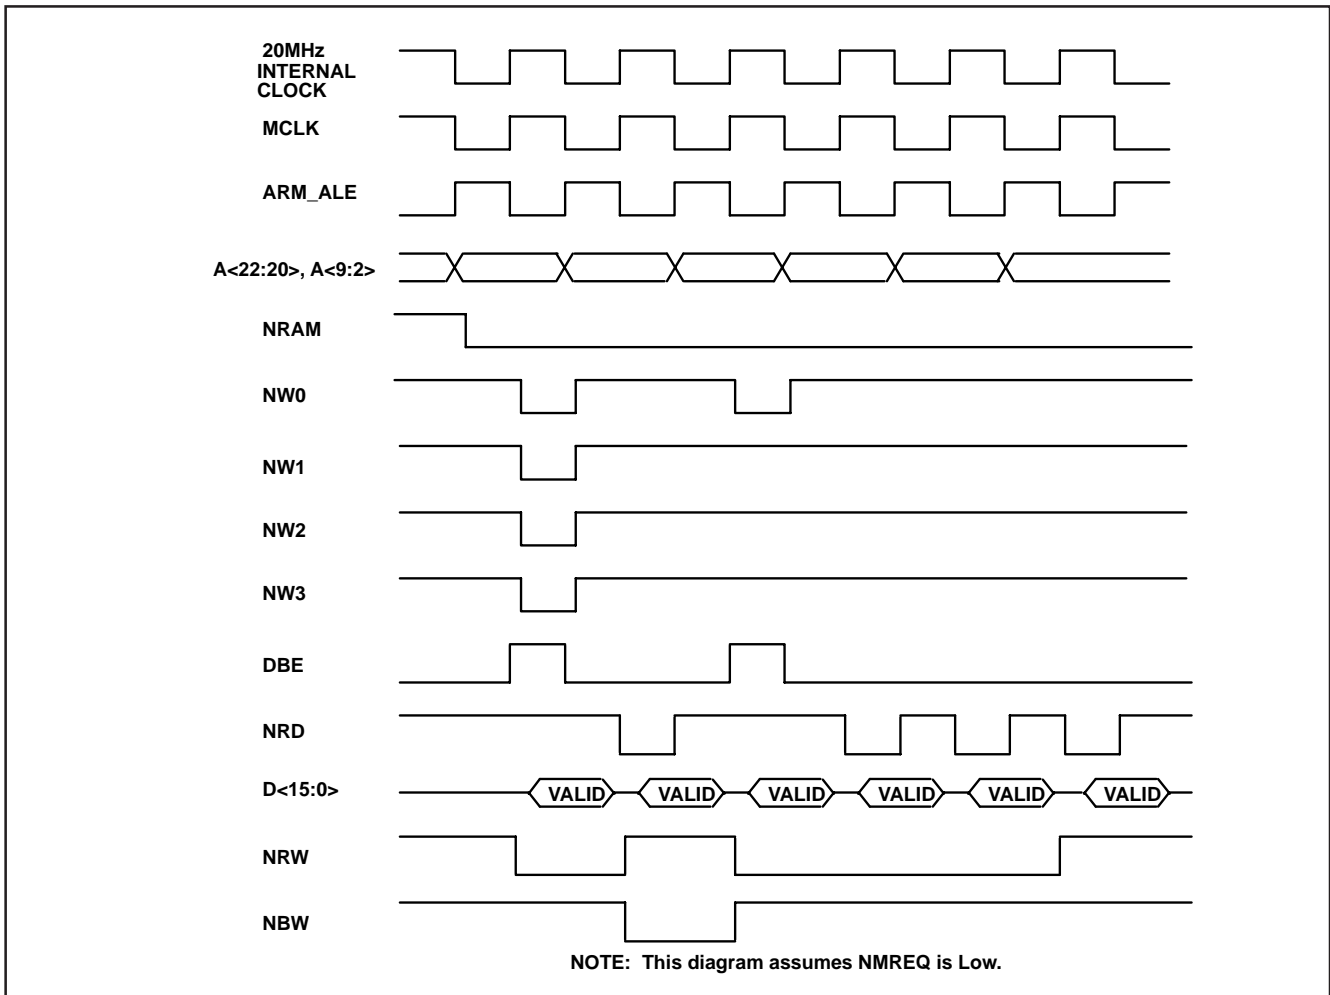 20MHz
INTERNAL
CLOCK
MCLK
ARM_ALE
A<22:20>, A<9:2>
NRAM
NW0
NW1
NW2
NW3
DBE
NRD
D<15:0>
VALID VALID VALID VALID VALID VALID
NRW
NBW
NOTE: This diagram assumes NMREQ is Low.